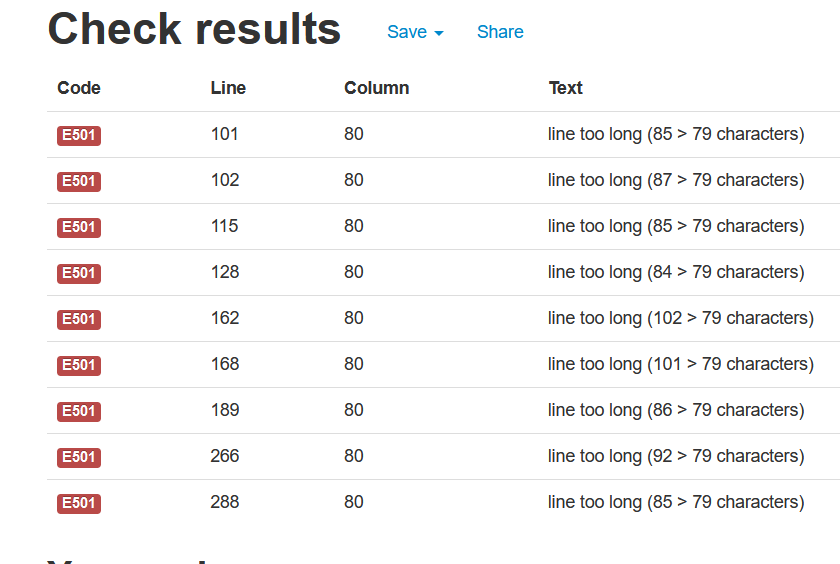 Check results Save Share
Code Line Column Text
E501 101 80 line too long (85 > 79 characters)
E501 102 80 line too long (87 > 79 characters)
E501 115 80 line too long (85 > 79 characters)
E501 128 80 line too long (84 > 79 characters)
E501 162 80 line too long (102 > 79 characters)
E501 168 80 line too long (101 > 79 characters)
E501 189 80 line too long (86 > 79 characters)
E501 266 80 line too long (92 > 79 characters)
E501 288 80 line too long (85 > 79 characters)